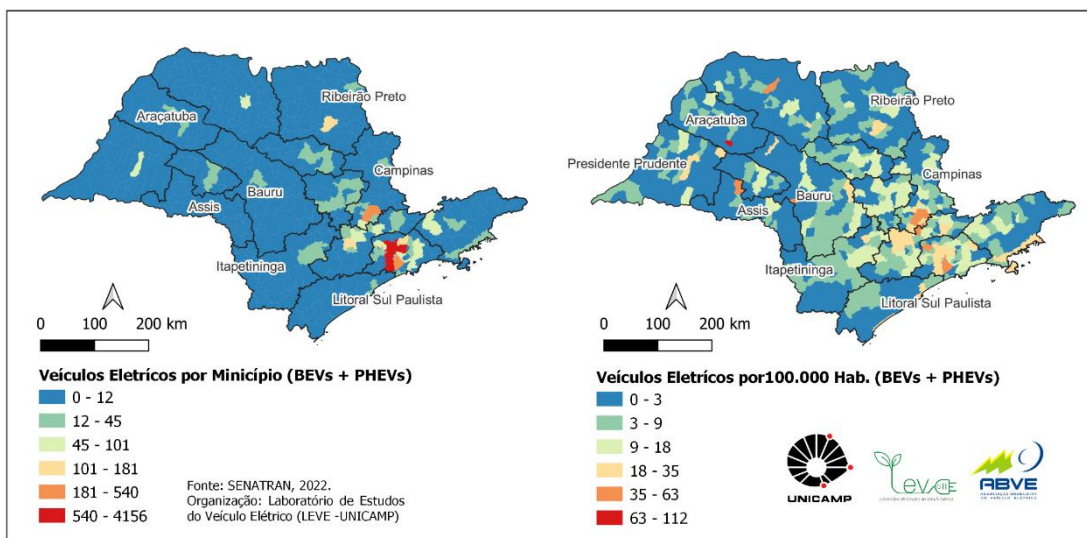 Ribeirão Preto
Araçatuba
Campinas
Bauru
Assis
Itapetininga
Litoral Sul Paulista
0 100 200 km
Veículos Eletrícos por Minicípio (BEVs + PHEVs)
0 - 12
12 - 45
45 - 101
101 - 181
181 - 540
540 - 4156
Fonte: SENATRAN, 2022.
Organização: Laboratório de Estudos
do Veículo Elétrico (LEVE -UNICAMP)
Ribeirão Preto
Araçatuba
Presidente Prudente
Campinas
Bauru
Assis
Itapetininga
Litoral Sul Paulista
0 100 200 km
Veículos Eletrícos por100.000 Hab. (BEVs + PHEVs)
0 - 3
3 - 9
9 - 18
18 - 35
35 - 63
63 - 112
UNICAMP
Leve
ABVE